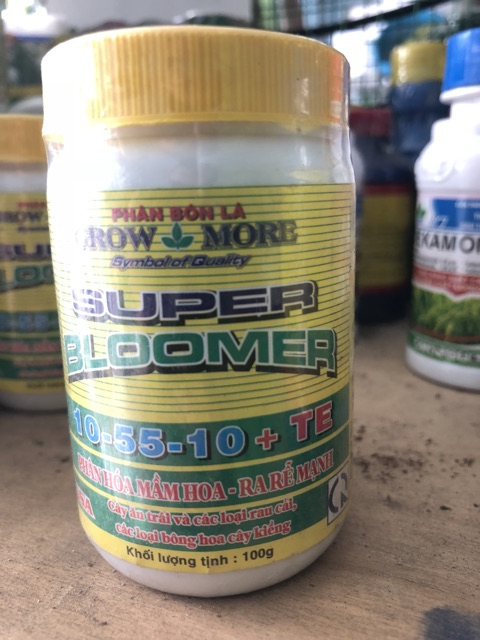 PHÂN BÓN LÁ
GROW MORE
Symbol of Quality
SUPER
BLOOMER
10-55-10 + TE
PHÂN HÓA MẦM HOA - RA RỄ MẠNH
Cây ăn trái và các loại rau cải,
các loại bông hoa cây kiểng
Khối lượng tịnh : 100g